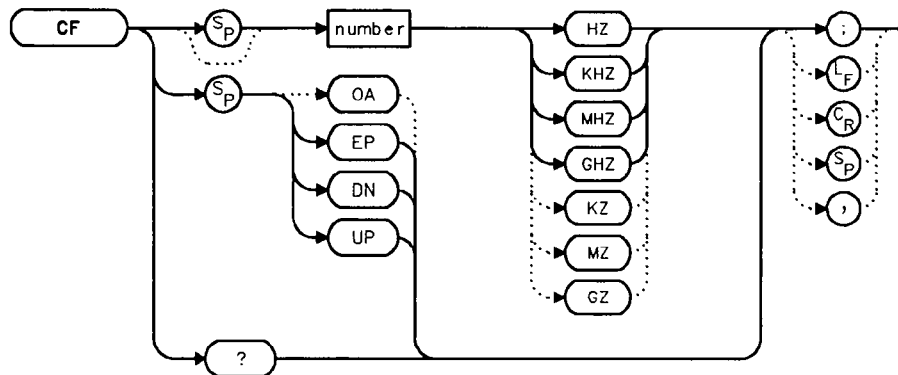 CF SP number HZ ;
KHZ LF
SP OA MHZ CR
EP GHZ SP
DN KZ ,
UP MZ
GZ
?